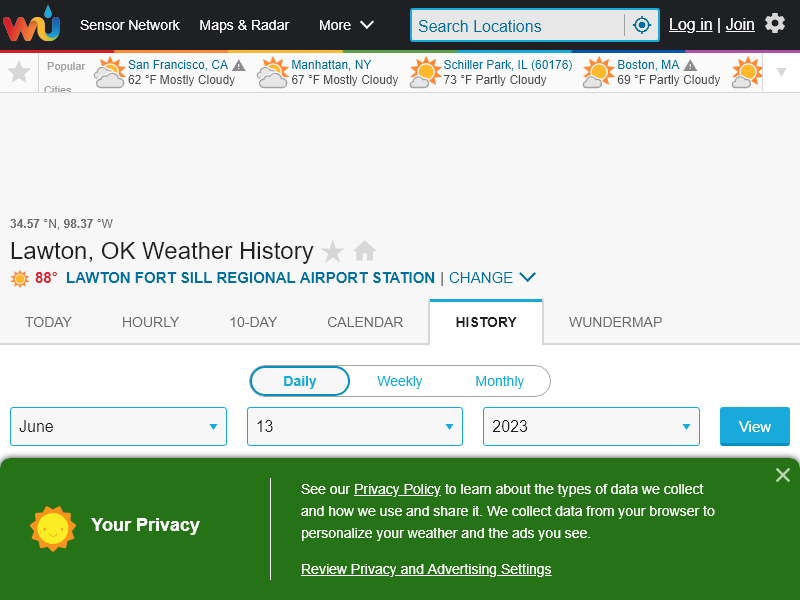 Sensor Network Maps & Radar More Search Locations Log in | Join
Popular Cities
San Francisco, CA
62 °F Mostly Cloudy
Manhattan, NY
67 °F Mostly Cloudy
Schiller Park, IL (60176)
73 °F Partly Cloudy
Boston, MA
69 °F Partly Cloudy
34.57 °N, 98.37 °W
Lawton, OK Weather History
88° LAWTON FORT SILL REGIONAL AIRPORT STATION | CHANGE
TODAY HOURLY 10-DAY CALENDAR HISTORY WUNDERMAP
Daily Weekly Monthly
June 13 2023 View
Your Privacy
See our Privacy Policy to learn about the types of data we collect
and how we use and share it. We collect data from your browser to
personalize your weather and the ads you see.
Review Privacy and Advertising Settings